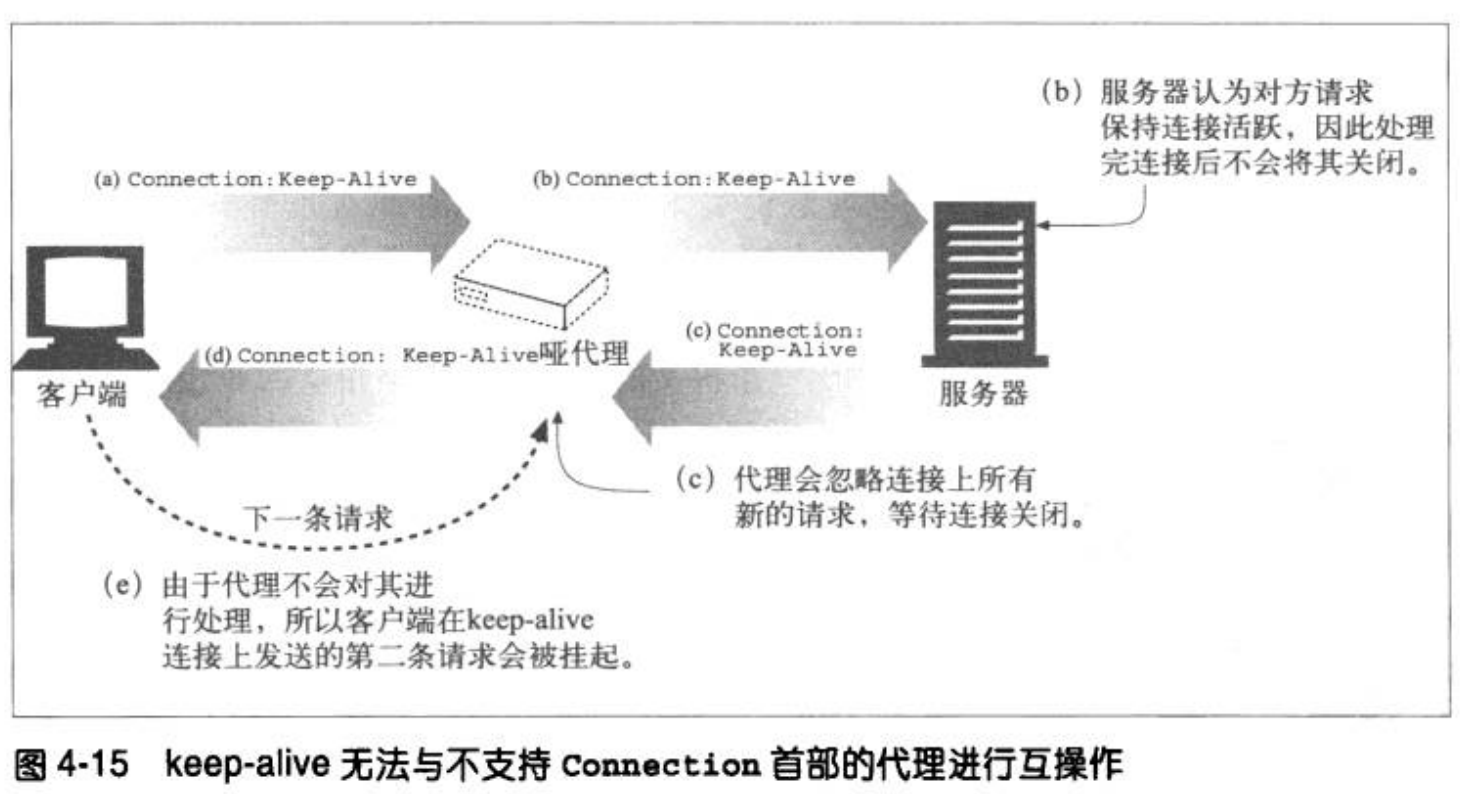 (b) 服务器认为对方请求
保持连接活跃，因此处理
完连接后不会将其关闭。
(a) Connection:Keep-Alive
(b) Connection:Keep-Alive
(c) Connection:
Keep-Alive
(d) Connection: Keep-Alive哑代理
客户端
服务器
(c) 代理会忽略连接上所有
新的请求，等待连接关闭。
下一条请求
(e) 由于代理不会对其进
行处理，所以客户端在keep-alive
连接上发送的第二条请求会被挂起。
图 4-15 keep-alive 无法与不支持 Connection 首部的代理进行互操作